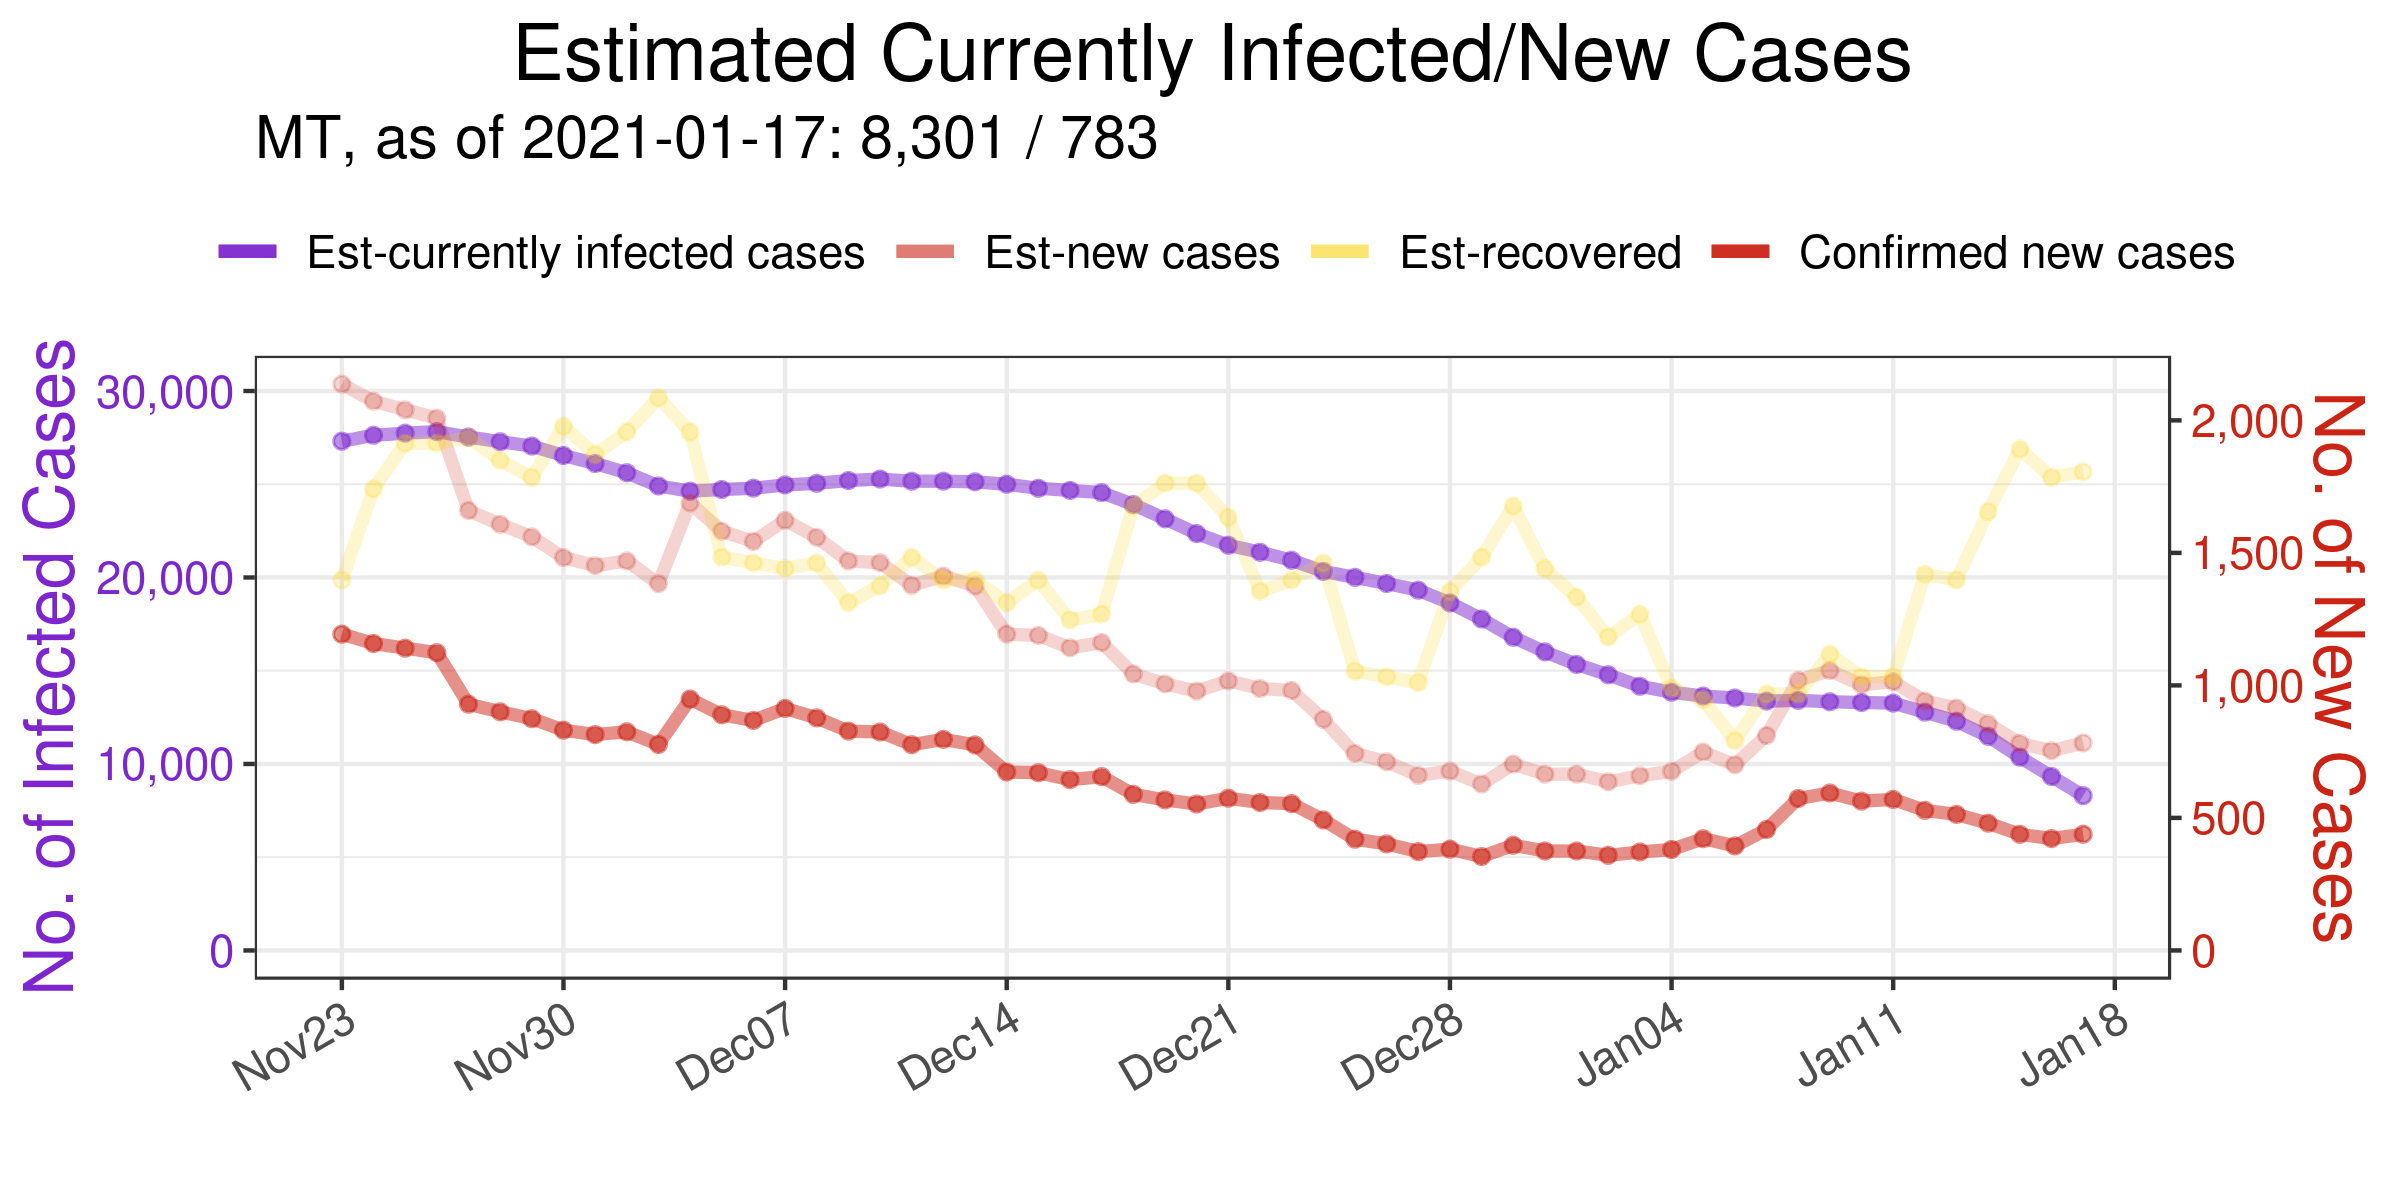 Estimated Currently Infected/New Cases
MT, as of 2021-01-17: 8,301 / 783
Est-currently infected cases Est-new cases Est-recovered Confirmed new cases
No. of Infected Cases
30,000
20,000
10,000
0
2,000
1,500
1,000
500
0
No. of New Cases
Nov23 Nov30 Dec07 Dec14 Dec21 Dec28 Jan04 Jan11 Jan18